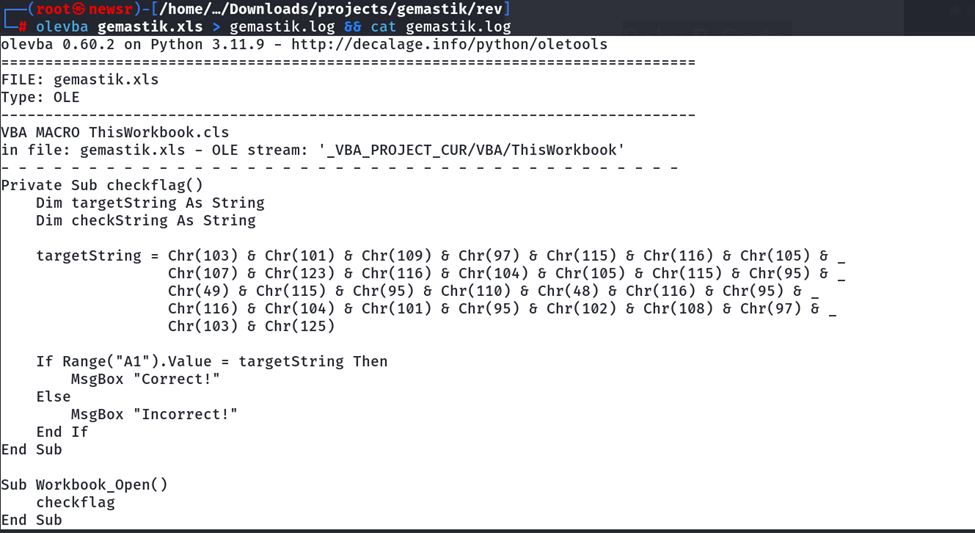 ┌──(root㉿newsr)-[/home/…/Downloads/projects/gemastik/rev]
└─# olevba gemastik.xls > gemastik.log && cat gemastik.log
olevba 0.60.2 on Python 3.11.9 - http://decalage.info/python/oletools
===============================================================================
FILE: gemastik.xls
Type: OLE
-------------------------------------------------------------------------------
VBA MACRO ThisWorkbook.cls
in file: gemastik.xls - OLE stream: '_VBA_PROJECT_CUR/VBA/ThisWorkbook'
- - - - - - - - - - - - - - - - - - - - - - - - - - - - - - - - - - - - - - -
Private Sub checkflag()
    Dim targetString As String
    Dim checkString As String

    targetString = Chr(103) & Chr(101) & Chr(109) & Chr(97) & Chr(115) & Chr(116) & Chr(105) & _
                   Chr(107) & Chr(123) & Chr(116) & Chr(104) & Chr(105) & Chr(115) & Chr(95) & _
                   Chr(49) & Chr(115) & Chr(95) & Chr(110) & Chr(48) & Chr(116) & Chr(95) & _
                   Chr(116) & Chr(104) & Chr(101) & Chr(95) & Chr(102) & Chr(108) & Chr(97) & _
                   Chr(103) & Chr(125)

    If Range("A1").Value = targetString Then
        MsgBox "Correct!"
    Else
        MsgBox "Incorrect!"
    End If
End Sub

Sub Workbook_Open()
    checkflag
End Sub